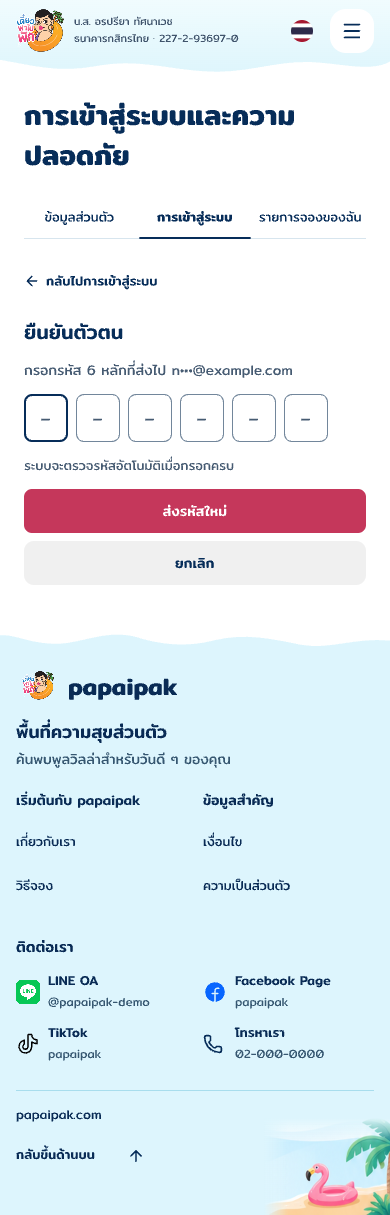 น.ส. อรปรียา ทัศนาเวช
ธนาคารกสิกรไทย · 227-2-93697-0
การเข้าสู่ระบบและความ
ปลอดภัย
ข้อมูลส่วนตัว
การเข้าสู่ระบบ
รายการจองของฉัน
กลับไปการเข้าสู่ระบบ
ยืนยันตัวตน
กรอกรหัส 6 หลักที่ส่งไป n•••@example.com
– – – – – –
ระบบจะตรวจรหัสอัตโนมัติเมื่อกรอกครบ
ส่งรหัสใหม่
ยกเลิก
papaipak
พื้นที่ความสุขส่วนตัว
ค้นพบพูลวิลล่าสำหรับวันดี ๆ ของคุณ
เริ่มต้นกับ papaipak
ข้อมูลสำคัญ
เกี่ยวกับเรา
เงื่อนไข
วิธีจอง
ความเป็นส่วนตัว
ติดต่อเรา
LINE OA
@papaipak-demo
Facebook Page
papaipak
TikTok
papaipak
โทรหาเรา
02-000-0000
papaipak.com
กลับขึ้นด้านบน